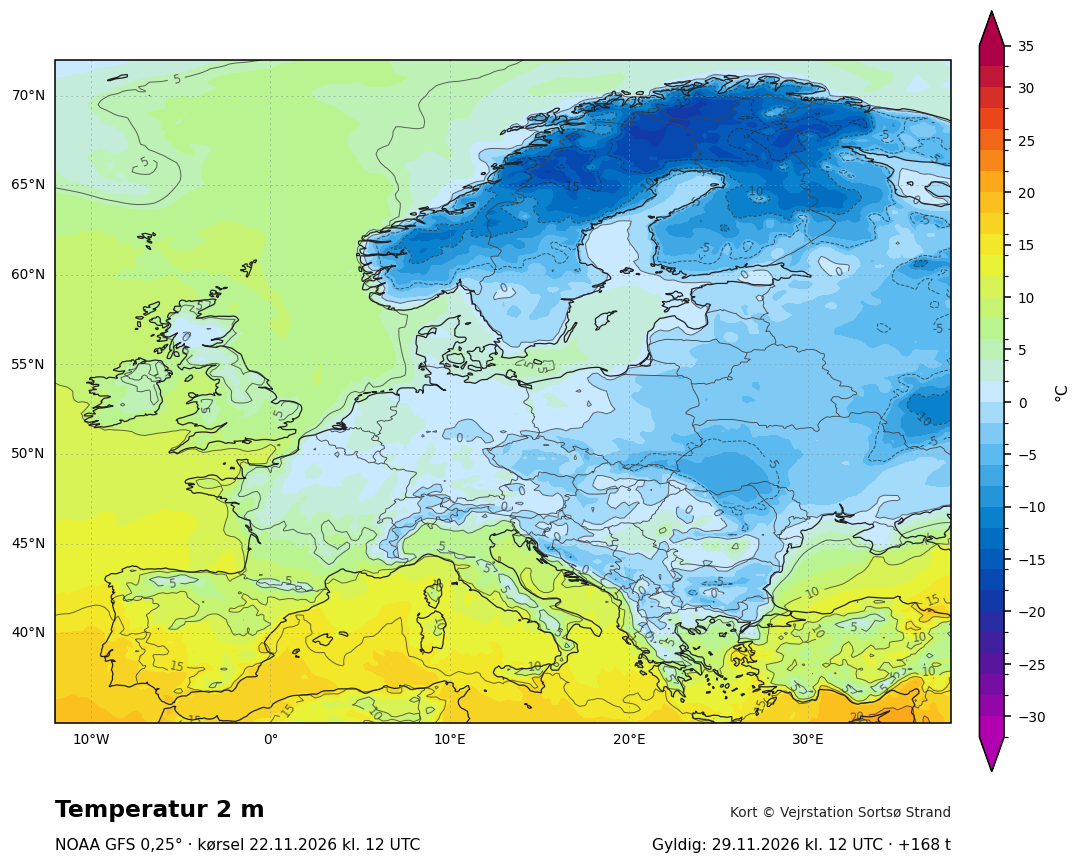 35
30
25
20
15
10
5
0
−5
−10
−15
−20
−25
−30
°C
70°N
65°N
60°N
55°N
50°N
45°N
40°N
10°W
0°
10°E
20°E
30°E
Temperatur 2 m
Kort © Vejrstation Sortsø Strand
NOAA GFS 0,25° · kørsel 22.11.2026 kl. 12 UTC
Gyldig: 29.11.2026 kl. 12 UTC · +168 t